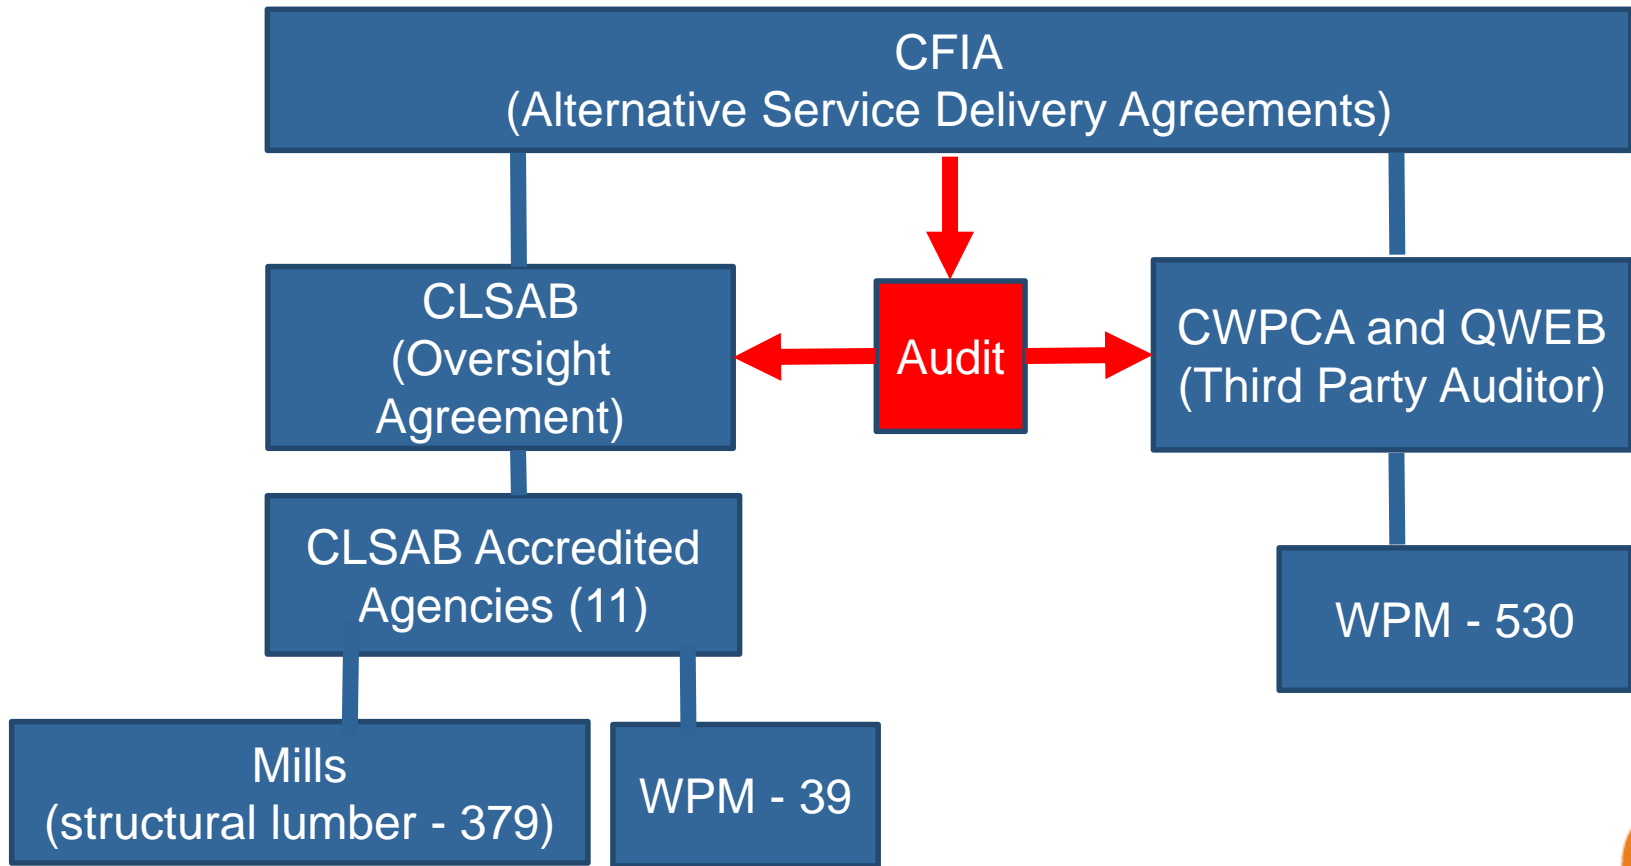 CFIA
(Alternative Service Delivery Agreements)
CLSAB
(Oversight
Agreement)
Audit
CWPCA and QWEB
(Third Party Auditor)
CLSAB Accredited
Agencies (11)
WPM - 530
Mills
(structural lumber - 379)
WPM - 39